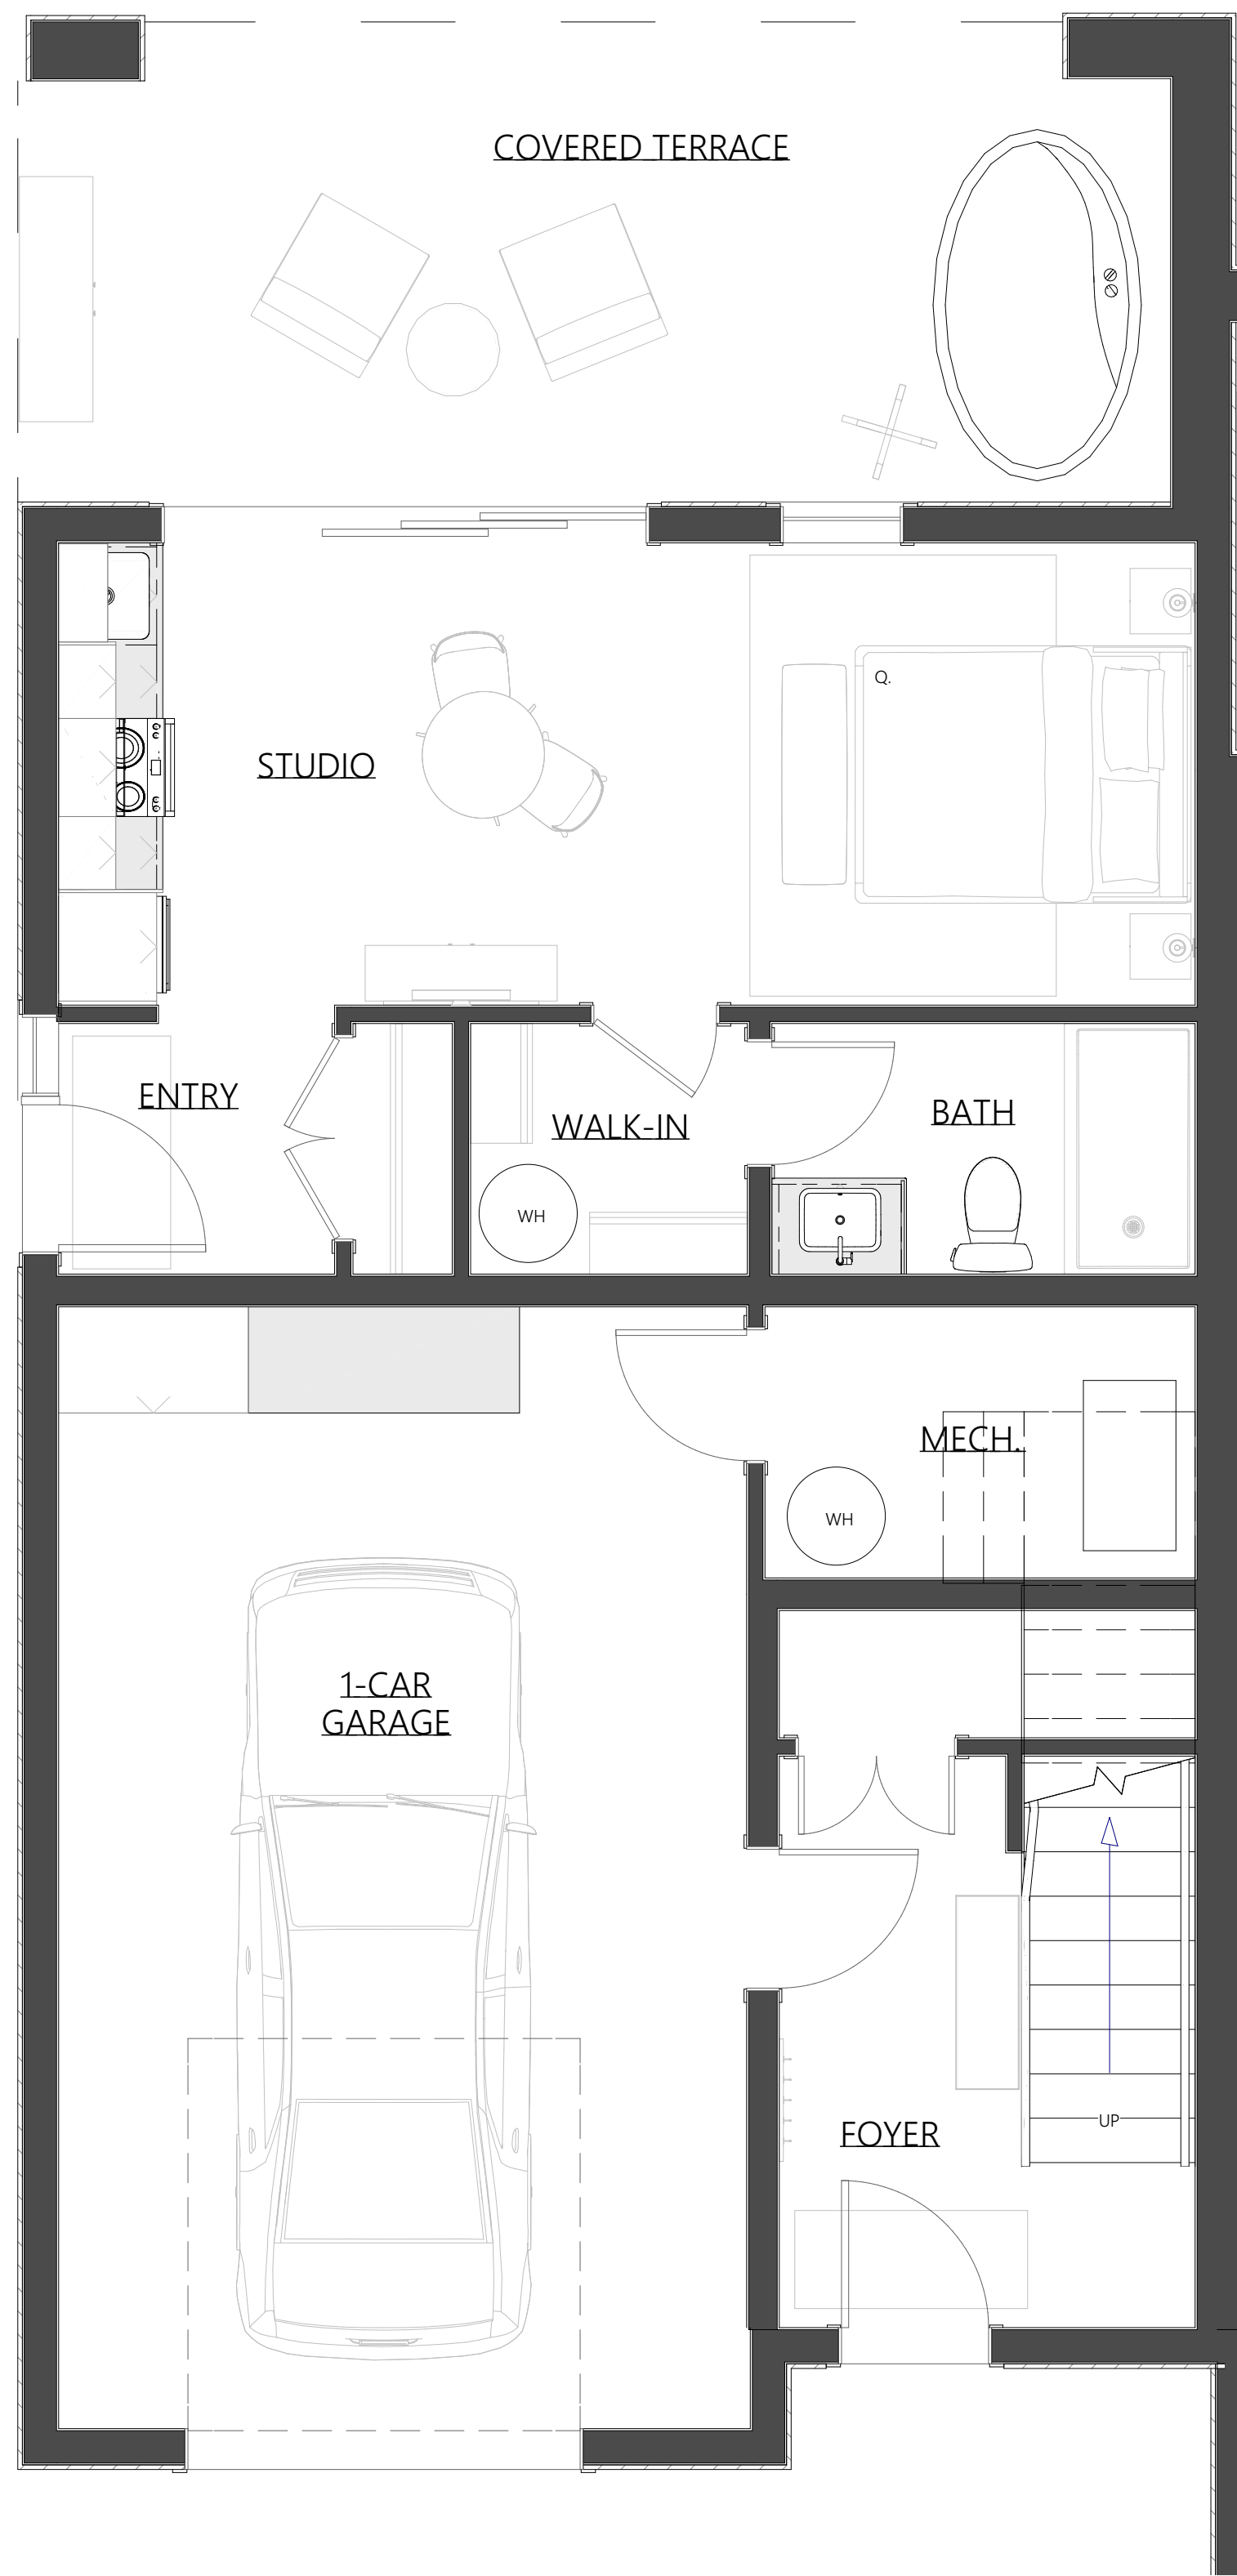 COVERED TERRACE
Q.
STUDIO
ENTRY
WALK-IN
BATH
WH
MECH.
WH
1-CAR
GARAGE
UP
FOYER